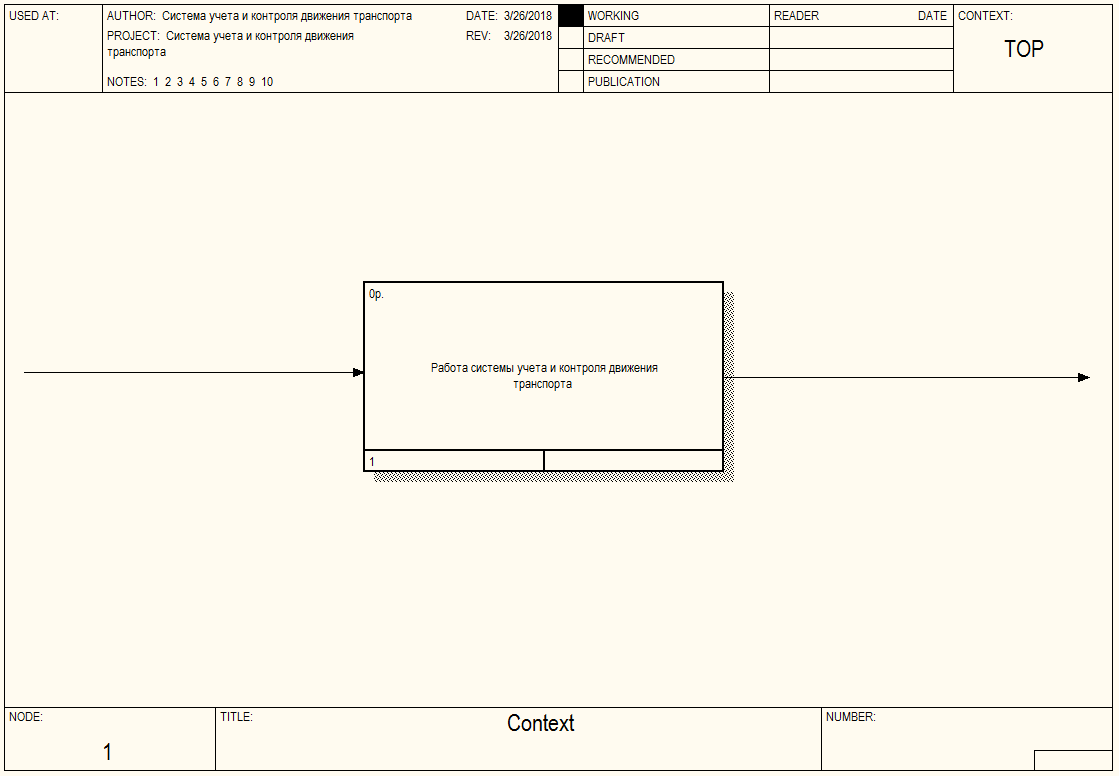 USED AT:
AUTHOR: Система учета и контроля движения транспорта
DATE: 3/26/2018
PROJECT: Система учета и контроля движения
транспорта
REV: 3/26/2018
NOTES: 1 2 3 4 5 6 7 8 9 10
WORKING
DRAFT
RECOMMENDED
PUBLICATION
READER
DATE
CONTEXT:
TOP
0р.
Работа системы учета и контроля движения
транспорта
1
NODE:
1
TITLE:
Context
NUMBER: